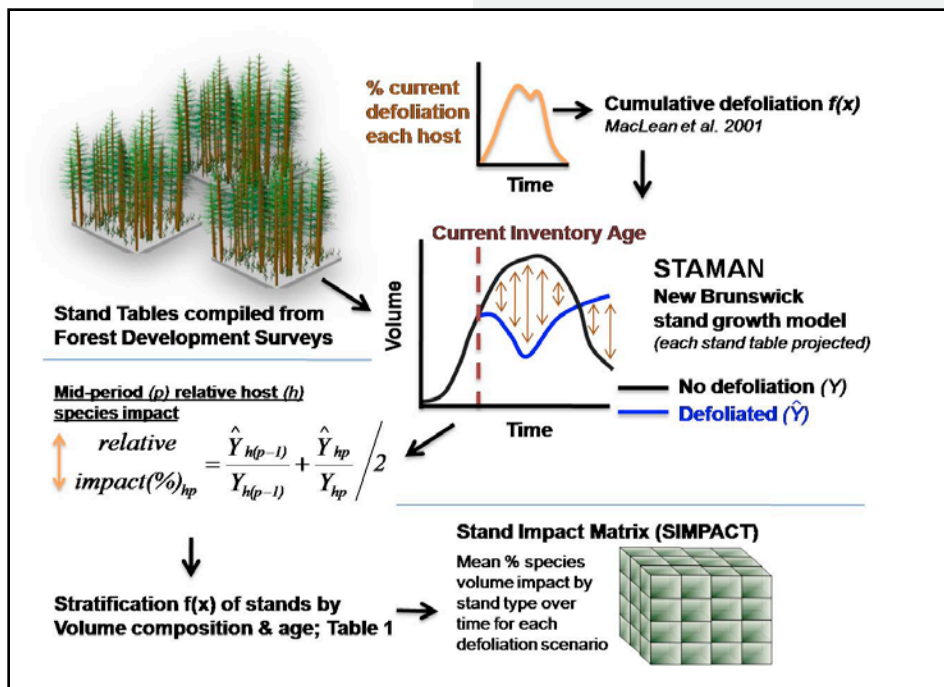 % current
defoliation
each host
Time
Cumulative defoliation f(x)
MacLean et al. 2001
Stand Tables compiled from
Forest Development Surveys
Current Inventory Age
Volume
Time
STAMAN
New Brunswick
stand growth model
(each stand table projected)
No defoliation (Y)
Defoliated (Ŷ)
Mid-period (p) relative host (h)
species impact
relative
impact(%)hp = Ŷh(p-1)/Yh(p-1) + Ŷhp/Yhp / 2
Stratification f(x) of stands by
Volume composition & age; Table 1
Stand Impact Matrix (SIMPACT)
Mean % species
volume impact by
stand type over
time for each
defoliation scenario